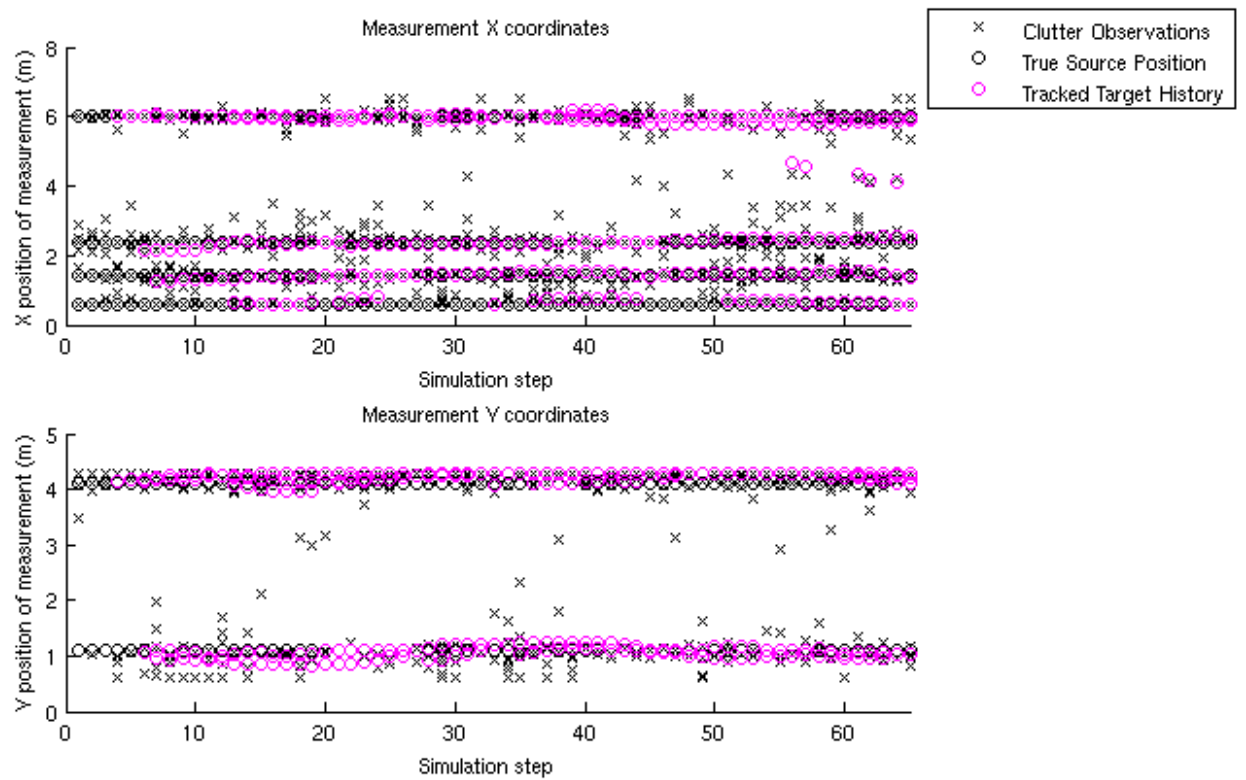 Measurement X coordinates
Clutter Observations
True Source Position
Tracked Target History
X position of measurement (m)
8
6
4
2
0
0 10 20 30 40 50 60
Simulation step
Measurement Y coordinates
Y position of measurement (m)
5
4
3
2
1
0
0 10 20 30 40 50 60
Simulation step